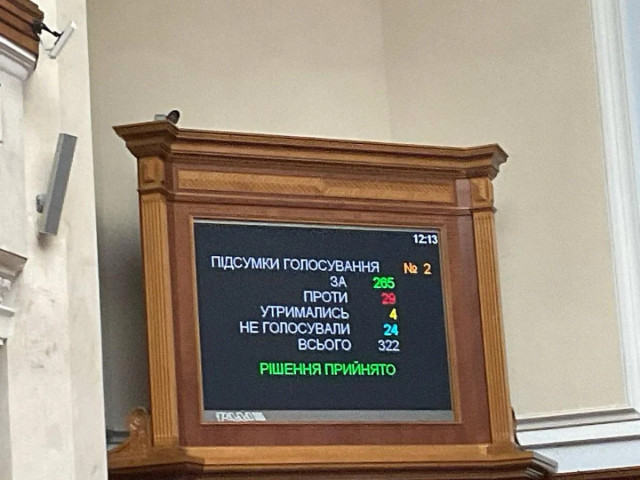 12:13
ПІДСУМКИ ГОЛОСУВАННЯ № 2
ЗА 265
ПРОТИ 29
УТРИМАЛИСЬ 4
НЕ ГОЛОСУВАЛИ 24
ВСЬОГО 322
РІШЕННЯ ПРИЙНЯТО